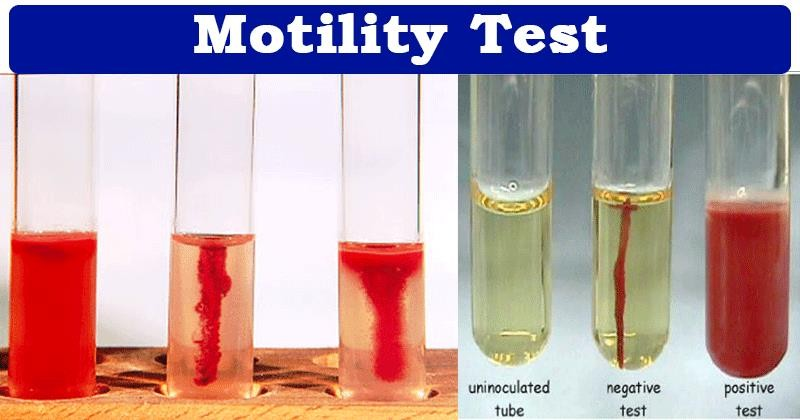 Motility Test
uninoculated
tube
negative
test
positive
test